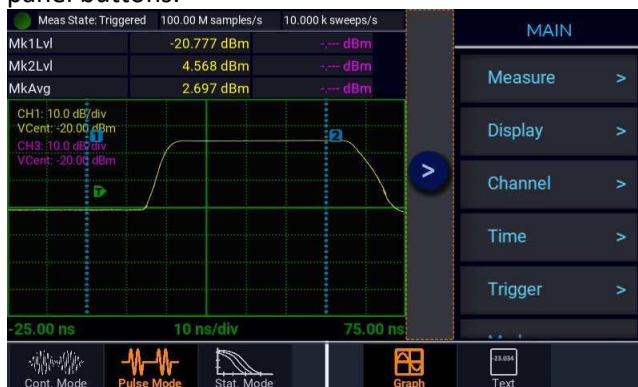 panel buttons.
Meas State: Triggered 100.00 M samples/s 10.000 k sweeps/s
MAIN
Mk1Lvl -20.777 dBm -.--- dBm
Mk2Lvl 4.568 dBm -.--- dBm
MkAvg 2.697 dBm -.--- dBm
CH1: 10.0 dB/div
VCent: -20.00 dBm
CH3: 10.0 dB/div
VCent: -20.00 dBm
1
2
T
>
Measure >
Display >
Channel >
Time >
Trigger >
-25.00 ns 10 ns/div 75.00 ns
-23.034
Cont. Mode Pulse Mode Stat. Mode Graph Text